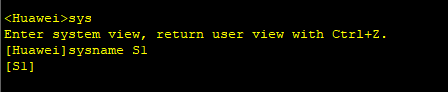 <Huawei>sys
Enter system view, return user view with Ctrl+Z.
[Huawei]sysname S1
[S1]